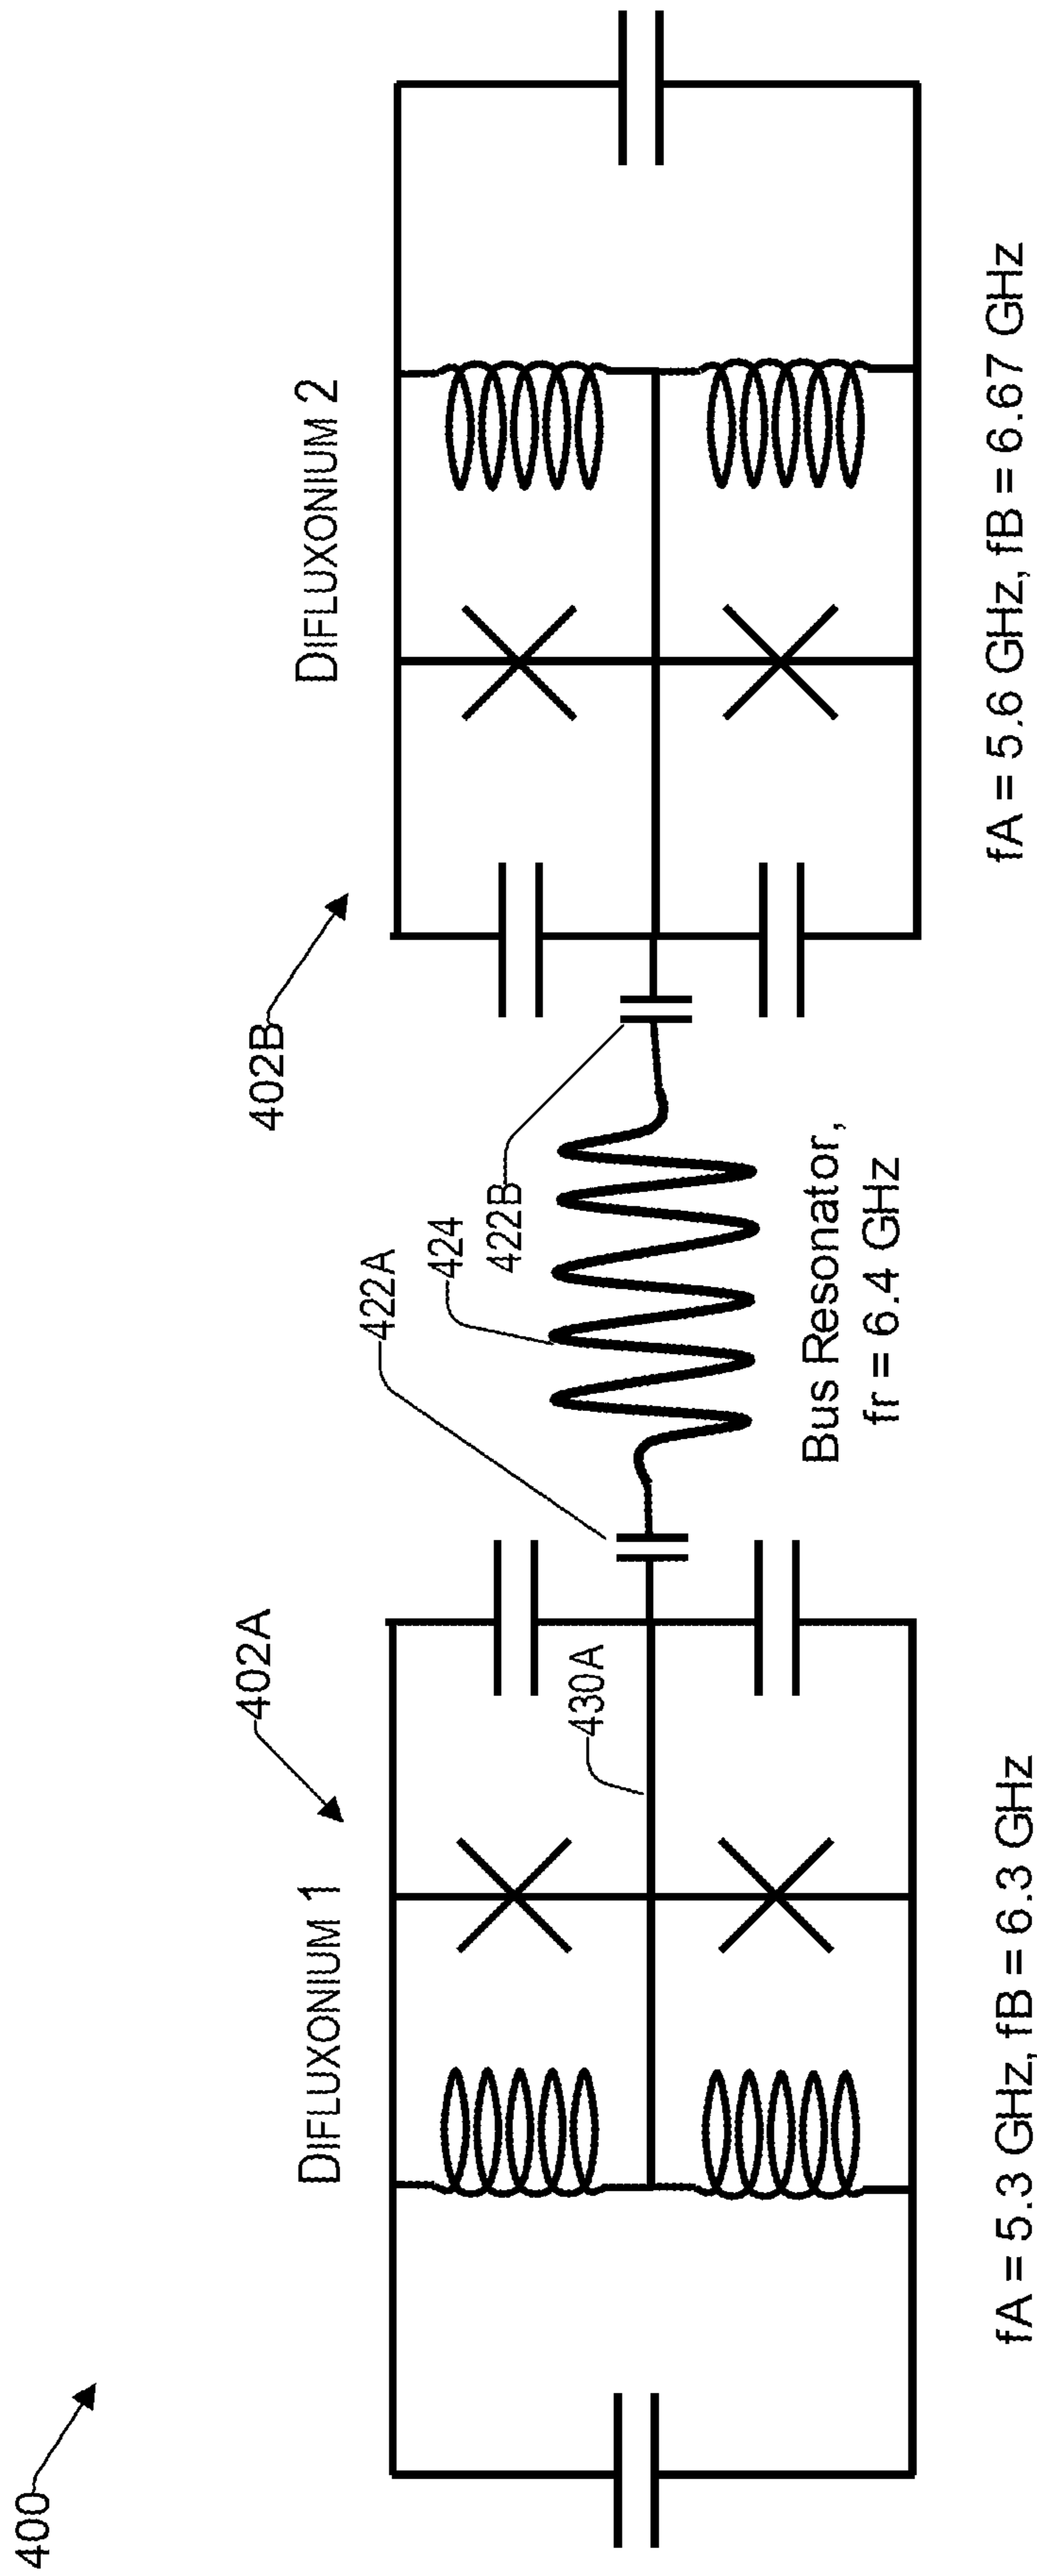 400
402A
402B
DIFLUXONIUM 1
DIFLUXONIUM 2
422A
424
422B
430A
Bus Resonator,
fr = 6.4 GHz
fA = 5.3 GHz, fB = 6.3 GHz
fA = 5.6 GHz, fB = 6.67 GHz